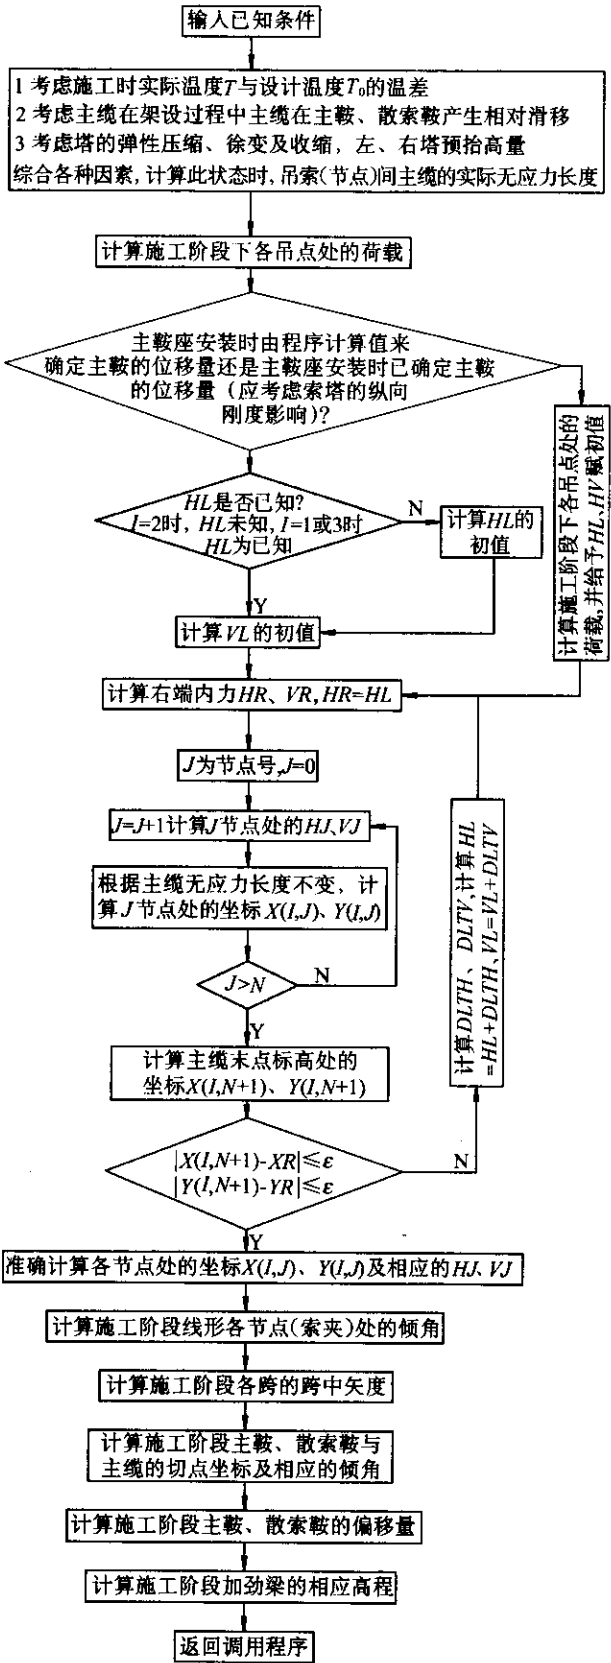 输入已知条件
1 考虑施工时实际温度T与设计温度T₀的温差
2 考虑主缆在架设过程中主缆在主鞍、散索鞍产生相对滑移
3 考虑塔的弹性压缩、徐变及收缩，左、右塔预抬高量
综合各种因素，计算此状态时，吊索(节点)间主缆的实际无应力长度
计算施工阶段下各吊点处的荷载
主鞍座安装时由程序计算值来
确定主鞍的位移量还是主鞍座安装时已确定主鞍
的位移量（应考虑索塔的纵向
刚度影响)?
计算施工阶段下各吊点处的
荷载,并给予HL、HV赋初值
HL是否已知?
I=2时，HL未知，I=1或3时
HL为已知
N
计算HL的
初值
Y
计算VL的初值
计算右端内力HR、VR,HR=HL
J为节点号,J=0
J=J+1计算J节点处的HJ、VJ
根据主缆无应力长度不变，计
算J节点处的坐标X(I,J)、Y(I,J)
J>N
N
Y
计算主缆末点标高处的
坐标X(I,N+1)、Y(I,N+1)
计算DLTH、DLTV,计算HL
=HL+DLTH、VL=VL+DLTV
|X(I,N+1)-XR|≤ε
|Y(I,N+1)-YR|≤ε
N
Y
准确计算各节点处的坐标X(I,J)、Y(I,J)及相应的HJ、VJ
计算施工阶段线形各节点(索夹)处的倾角
计算施工阶段各跨的跨中矢度
计算施工阶段主鞍、散索鞍与
主缆的切点坐标及相应的倾角
计算施工阶段主鞍、散索鞍的偏移量
计算施工阶段加劲梁的相应高程
返回调用程序